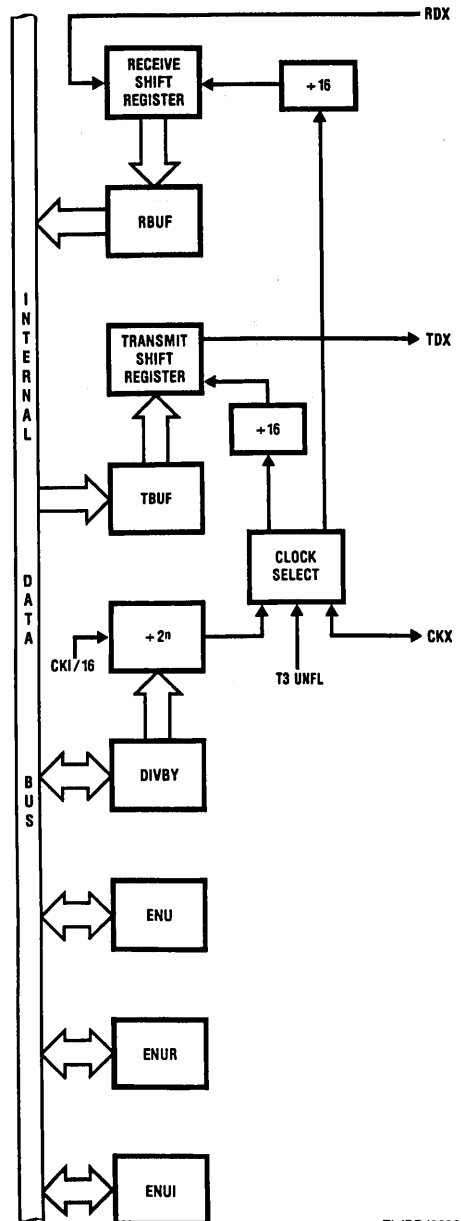 RDX
RECEIVE
SHIFT
REGISTER
÷16
RBUF
INTERNAL
TRANSMIT
SHIFT
REGISTER
TDX
÷16
TBUF
CLOCK
SELECT
DATA
÷2ⁿ
CKX
CKI/16
T3 UNFL
DIVBY
BUS
ENU
ENUR
ENUI